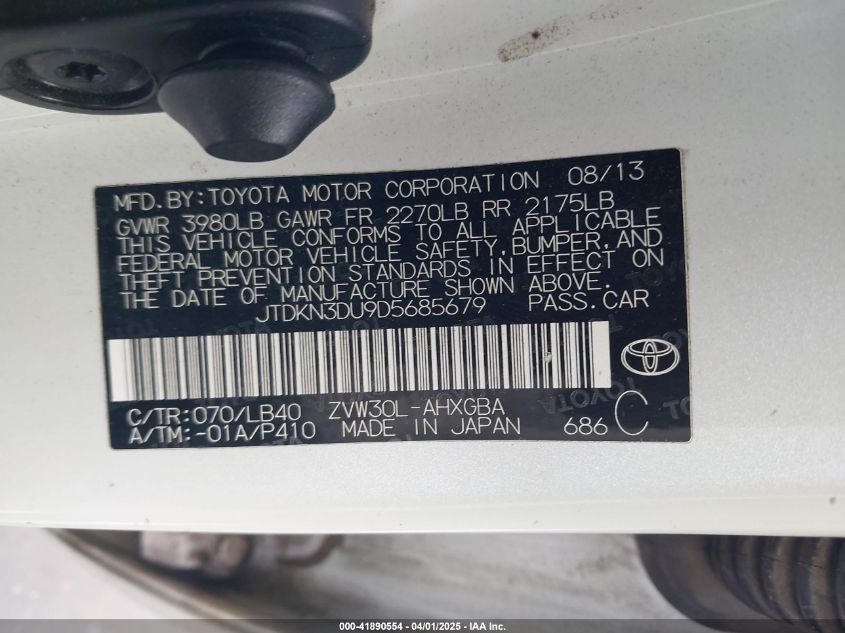 MFD.BY:TOYOTA MOTOR CORPORATION 08/13
GVWR 3980LB GAWR FR 2270LB RR 2175LB
THIS VEHICLE CONFORMS TO ALL APPLICABLE
FEDERAL MOTOR VEHICLE SAFETY,BUMPER,AND
THEFT PREVENTION STANDARDS IN EFFECT ON
THE DATE OF MANUFACTURE SHOWN ABOVE.
JTDKN3DU9D5685679 PASS.CAR
C/TR:070/LB40 ZVW30L-AHXGBA
A/TM:-01A/P410 MADE IN JAPAN 686 C
000-41890554 - 04/01/2025 - IAA Inc.